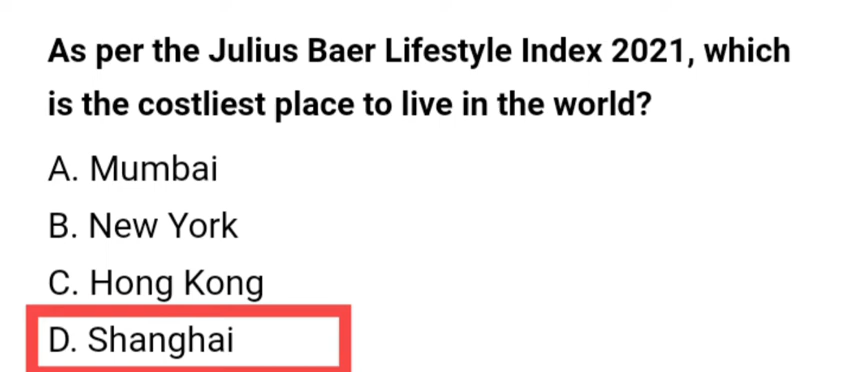 As per the Julius Baer Lifestyle Index 2021, which
is the costliest place to live in the world?
A. Mumbai
B. New York
C. Hong Kong
D. Shanghai